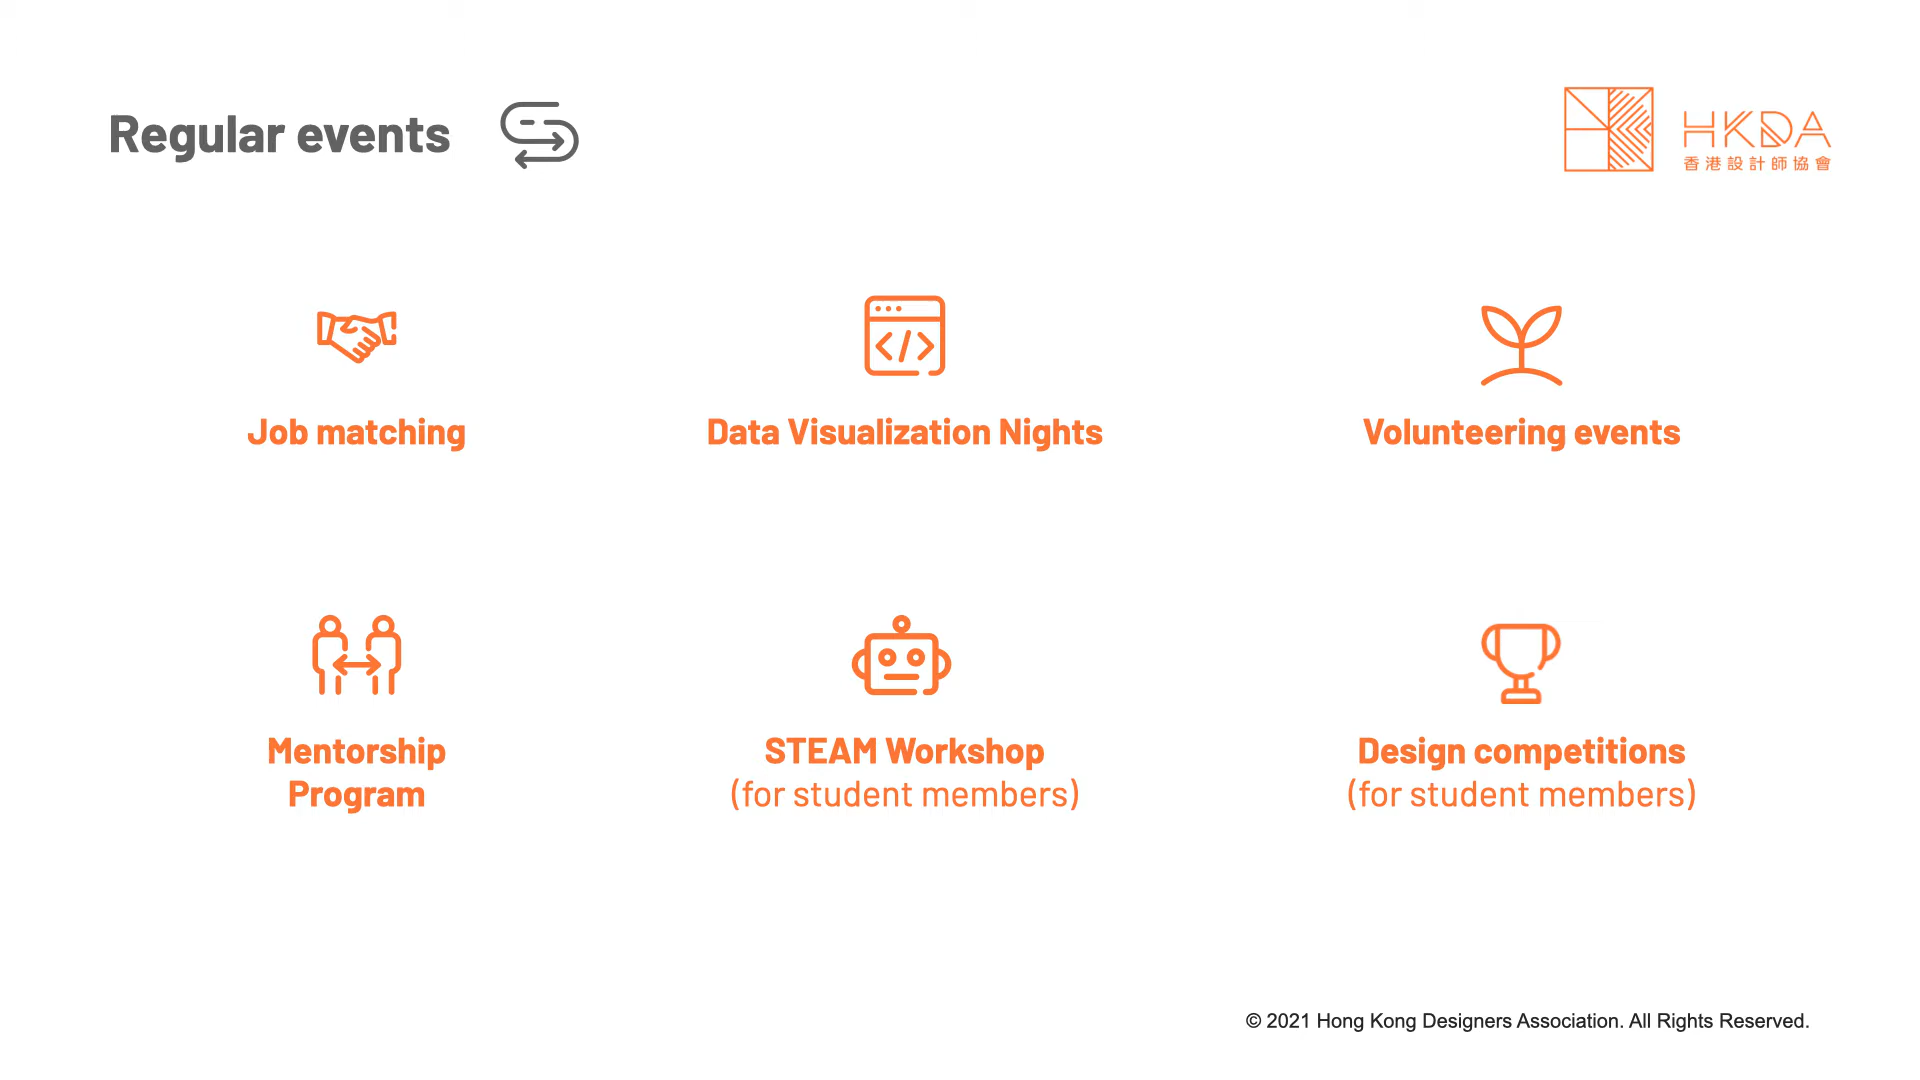 Regular events
HKDA
香港設計師協會
Job matching
Data Visualization Nights
Volunteering events
Mentorship
Program
STEAM Workshop
(for student members)
Design competitions
(for student members)
© 2021 Hong Kong Designers Association. All Rights Reserved.